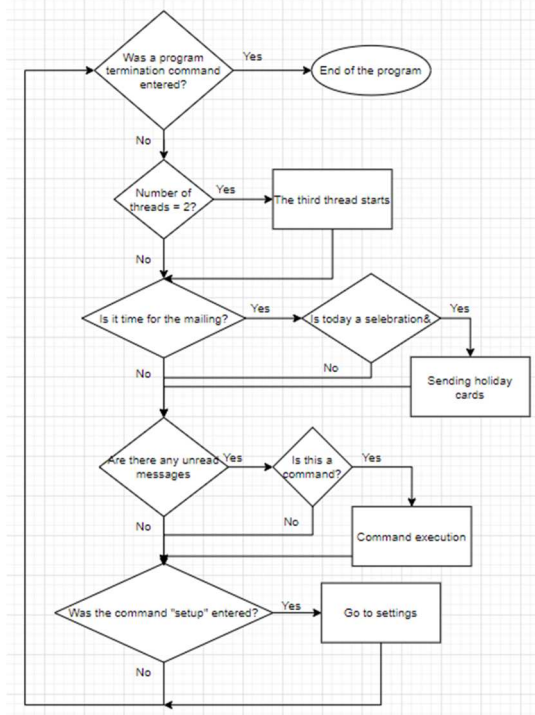 Was a program
termination command
entered?
Yes
End of the program
No
Number of
threads = 2?
Yes
The third thread starts
No
Is it time for the mailing?
Yes
Is today a selebration&
Yes
No
No
Sending holiday
cards
Are there any unread
messages
Yes
Is this a
command?
Yes
No
No
Command execution
Was the command "setup" entered?
Yes
Go to settings
No